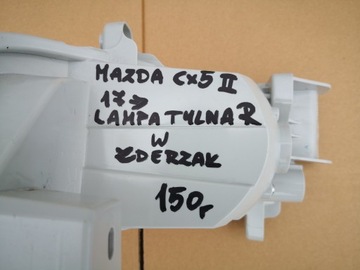 MAZDA CX5 II
17→
LAMPA TYLNA R
W
ZDERZAK
150,-